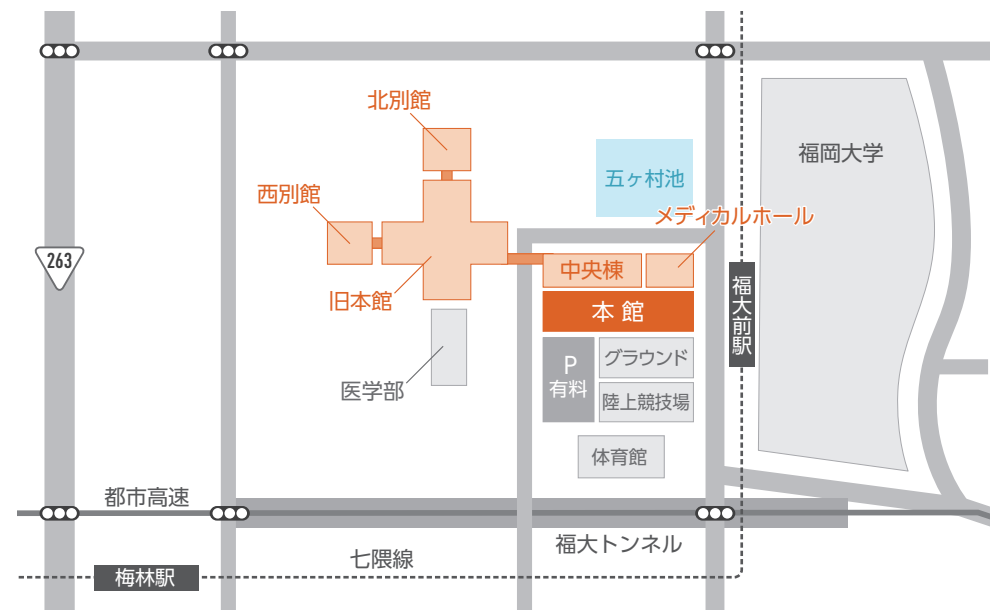 北別館
福岡大学
五ヶ村池
西別館
メディカルホール
263
中央棟
旧本館
本館
福大前駅
グラウンド
P
有料
医学部
陸上競技場
体育館
都市高速
福大トンネル
七隈線
梅林駅